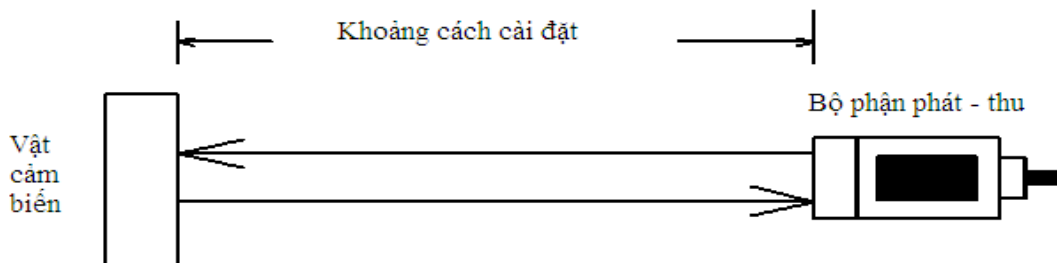 Khoảng cách cài đặt
Bộ phận phát - thu
Vật
cảm
biến